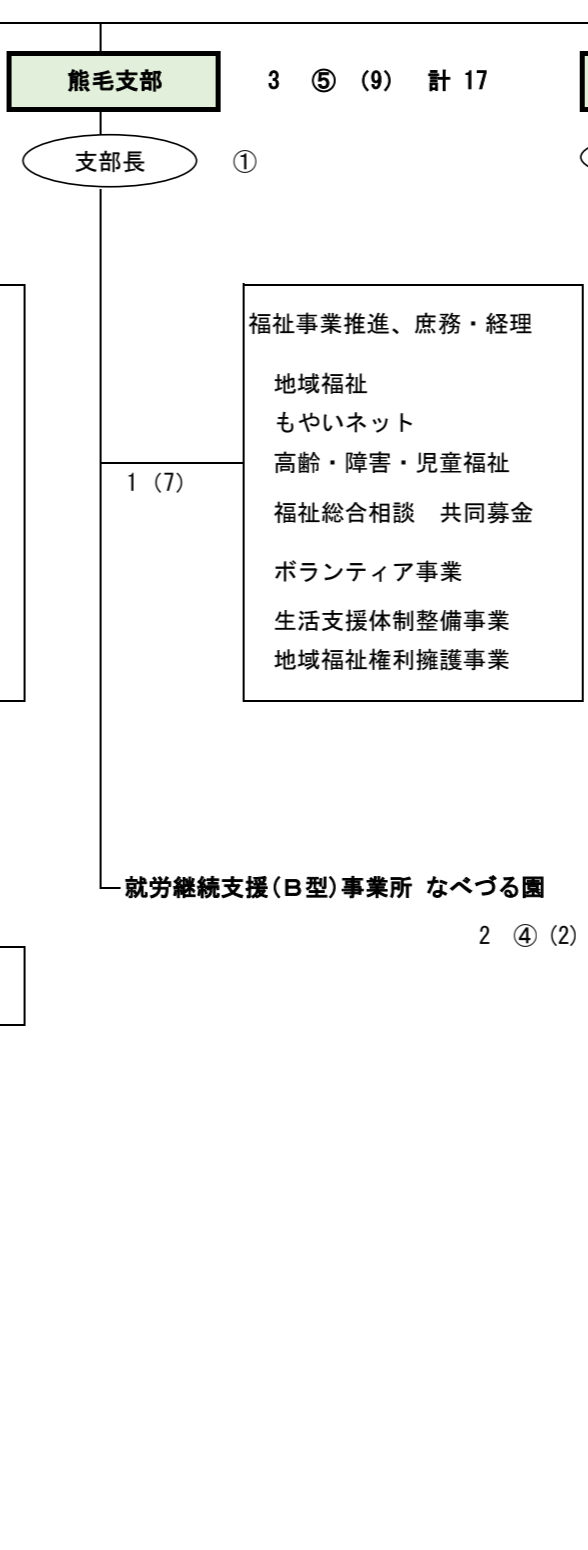 熊毛支部　3　⑤　(9)　計 17
支部長　①
福祉事業推進、庶務・経理
地域福祉
もやいネット
高齢・障害・児童福祉
1 (7)
福祉総合相談　共同募金
ボランティア事業
生活支援体制整備事業
地域福祉権利擁護事業
就労継続支援(Ｂ型)事業所 なべづる園
2　④ (2)